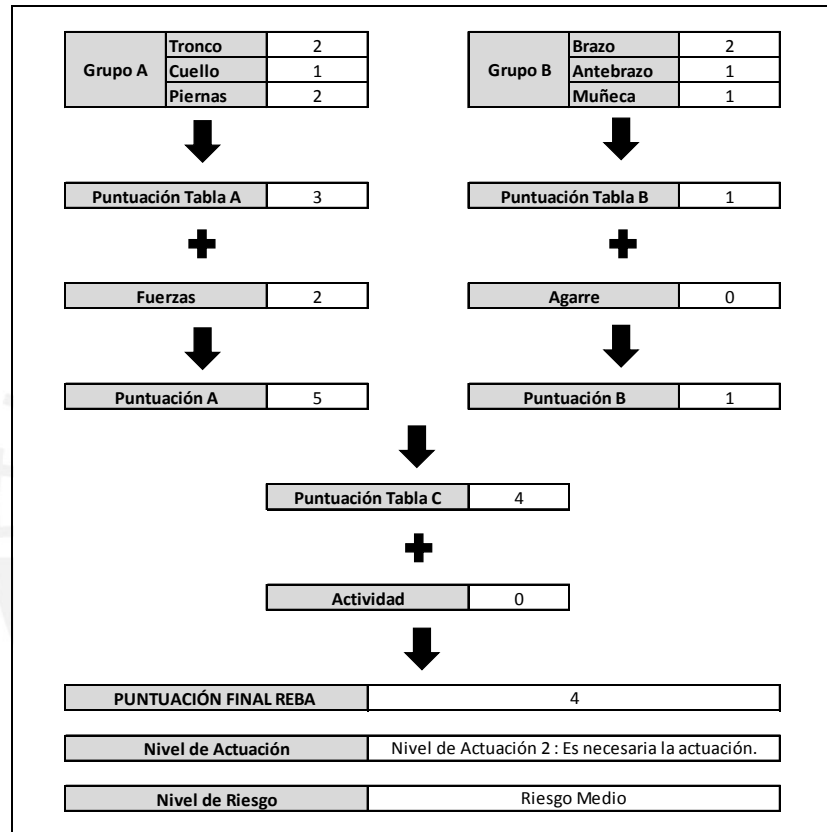 Grupo A
Tronco 2
Cuello 1
Piernas 2
Grupo B
Brazo 2
Antebrazo 1
Muñeca 1
Puntuación Tabla A 3
Puntuación Tabla B 1
Fuerzas 2
Agarre 0
Puntuación A 5
Puntuación B 1
Puntuación Tabla C 4
Actividad 0
PUNTUACIÓN FINAL REBA 4
Nivel de Actuación Nivel de Actuación 2 : Es necesaria la actuación.
Nivel de Riesgo Riesgo Medio